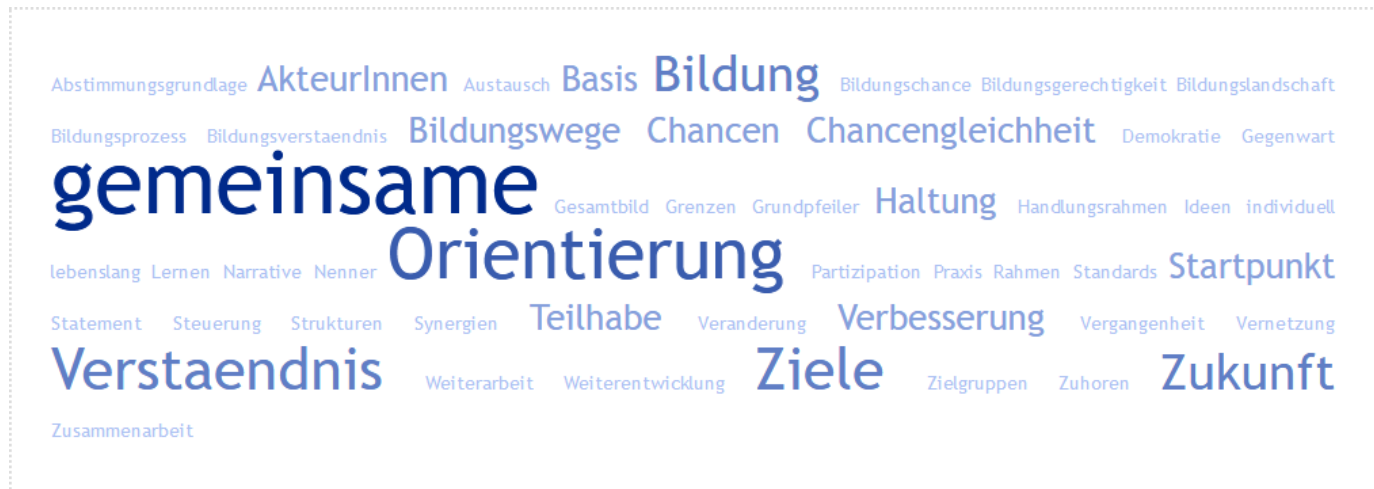 Abstimmungsgrundlage AkteurInnen Austausch Basis Bildung Bildungschance Bildungsgerechtigkeit Bildungslandschaft
Bildungsprozess Bildungsverstaendnis Bildungswege Chancen Chancengleichheit Demokratie Gegenwart
gemeinsame Gesamtbild Grenzen Grundpfeiler Haltung Handlungsrahmen Ideen individuell
lebenslang Lernen Narrative Nenner Orientierung Partizipation Praxis Rahmen Standards Startpunkt
Statement Steuerung Strukturen Synergien Teilhabe Veranderung Verbesserung Vergangenheit Vernetzung
Verstaendnis Weiterarbeit Weiterentwicklung Ziele Zielgruppen Zuhoren Zukunft
Zusammenarbeit